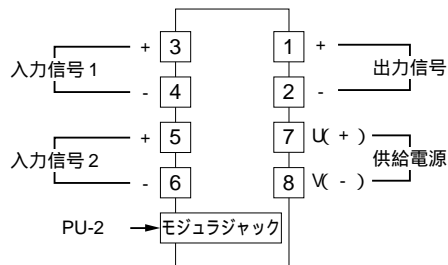 3 1
+ +
入力信号1 出力信号
4 2
- -
5 7 U( + )
+
入力信号2 供給電源
6 8 V( - )
-
PU-2 モジュラジャック